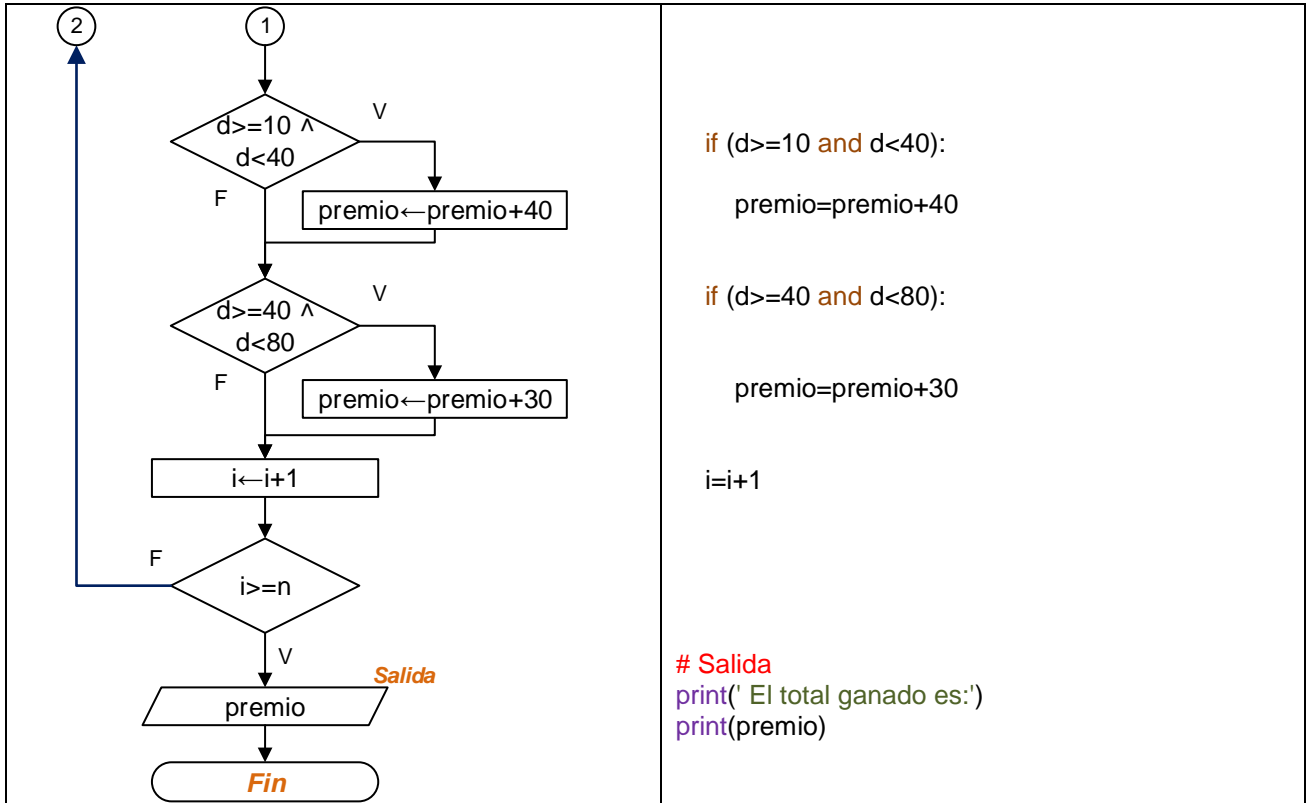 2
1
d>=10 ^
d<40
V
F
premio←premio+40
d>=40 ^
d<80
V
F
premio←premio+30
i←i+1
F
i>=n
V
Salida
premio
Fin
if (d>=10 and d<40):
premio=premio+40
if (d>=40 and d<80):
premio=premio+30
i=i+1
# Salida
print(' El total ganado es:')
print(premio)